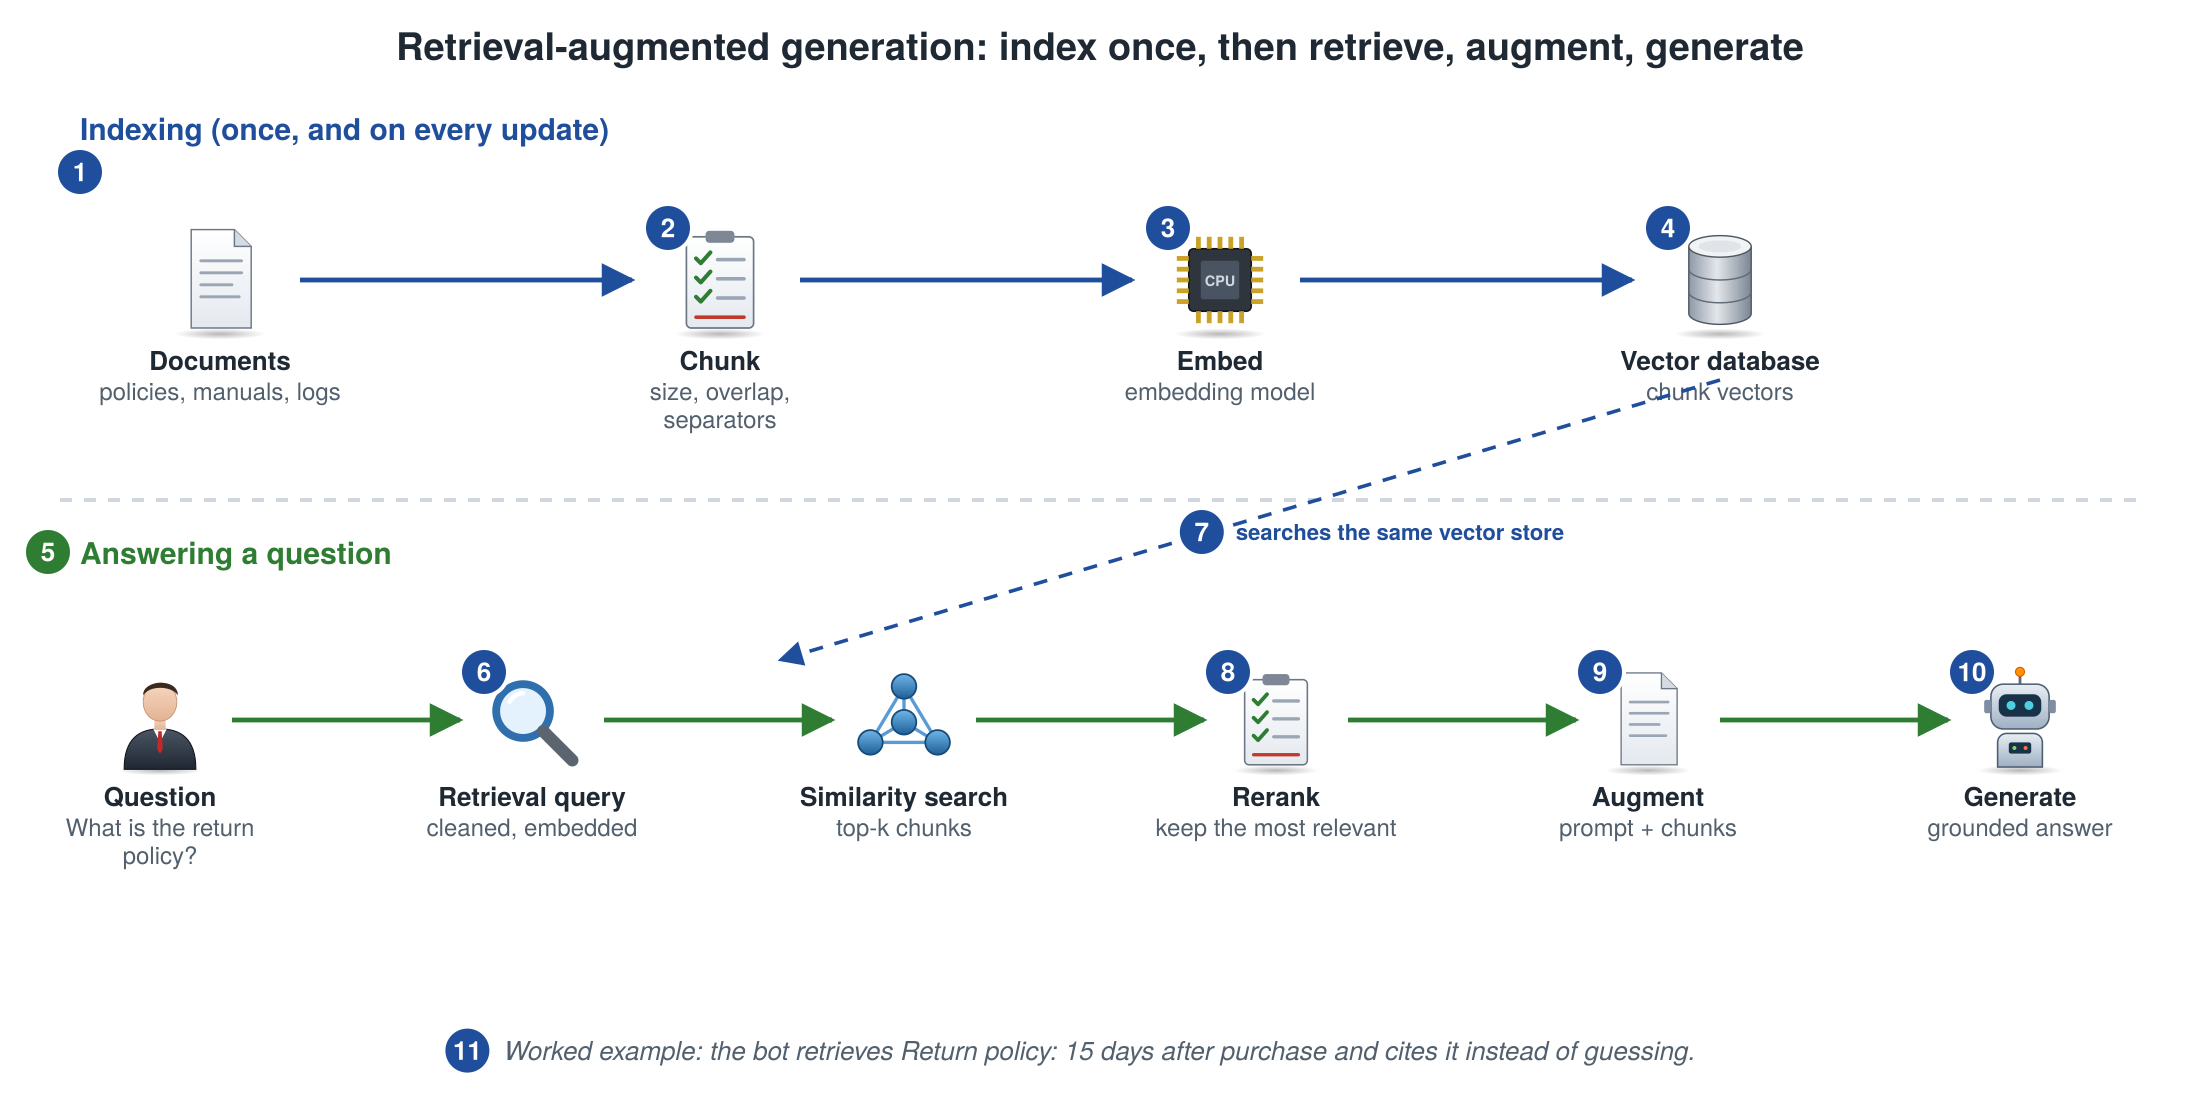 Retrieval-augmented generation: index once, then retrieve, augment, generate
Indexing (once, and on every update)
1
2
3
4
CPU
Documents
policies, manuals, logs
Chunk
size, overlap,
separators
Embed
embedding model
Vector database
chunk vectors
7 searches the same vector store
5 Answering a question
6
8
9
10
Question
What is the return
policy?
Retrieval query
cleaned, embedded
Similarity search
top-k chunks
Rerank
keep the most relevant
Augment
prompt + chunks
Generate
grounded answer
11 Worked example: the bot retrieves Return policy: 15 days after purchase and cites it instead of guessing.